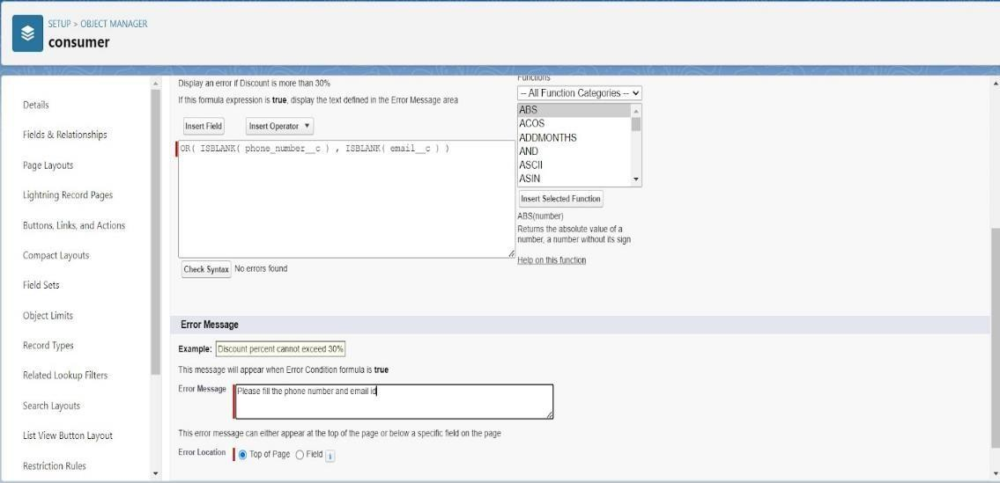 SETUP > OBJECT MANAGER
consumer
Details
Fields & Relationships
Page Layouts
Lightning Record Pages
Buttons, Links, and Actions
Compact Layouts
Field Sets
Object Limits
Record Types
Related Lookup Filters
Search Layouts
List View Button Layout
Restriction Rules
Display an error if Discount is more than 30%
If this formula expression is true, display the text defined in the Error Message area
Insert Field Insert Operator
OR( ISBLANK( phone_number__c ) , ISBLANK( email__c ) )
Check Syntax No errors found
Functions
-- All Function Categories --
ABS
ACOS
ADDMONTHS
AND
ASCII
ASIN
Insert Selected Function
ABS(number)
Returns the absolute value of a
number, a number without its sign
Help on this function
Error Message
Example: Discount percent cannot exceed 30%
This message will appear when Error Condition formula is true
Error Message Please fill the phone number and email id
This error message can either appear at the top of the page or below a specific field on the page
Error Location Top of Page Field i